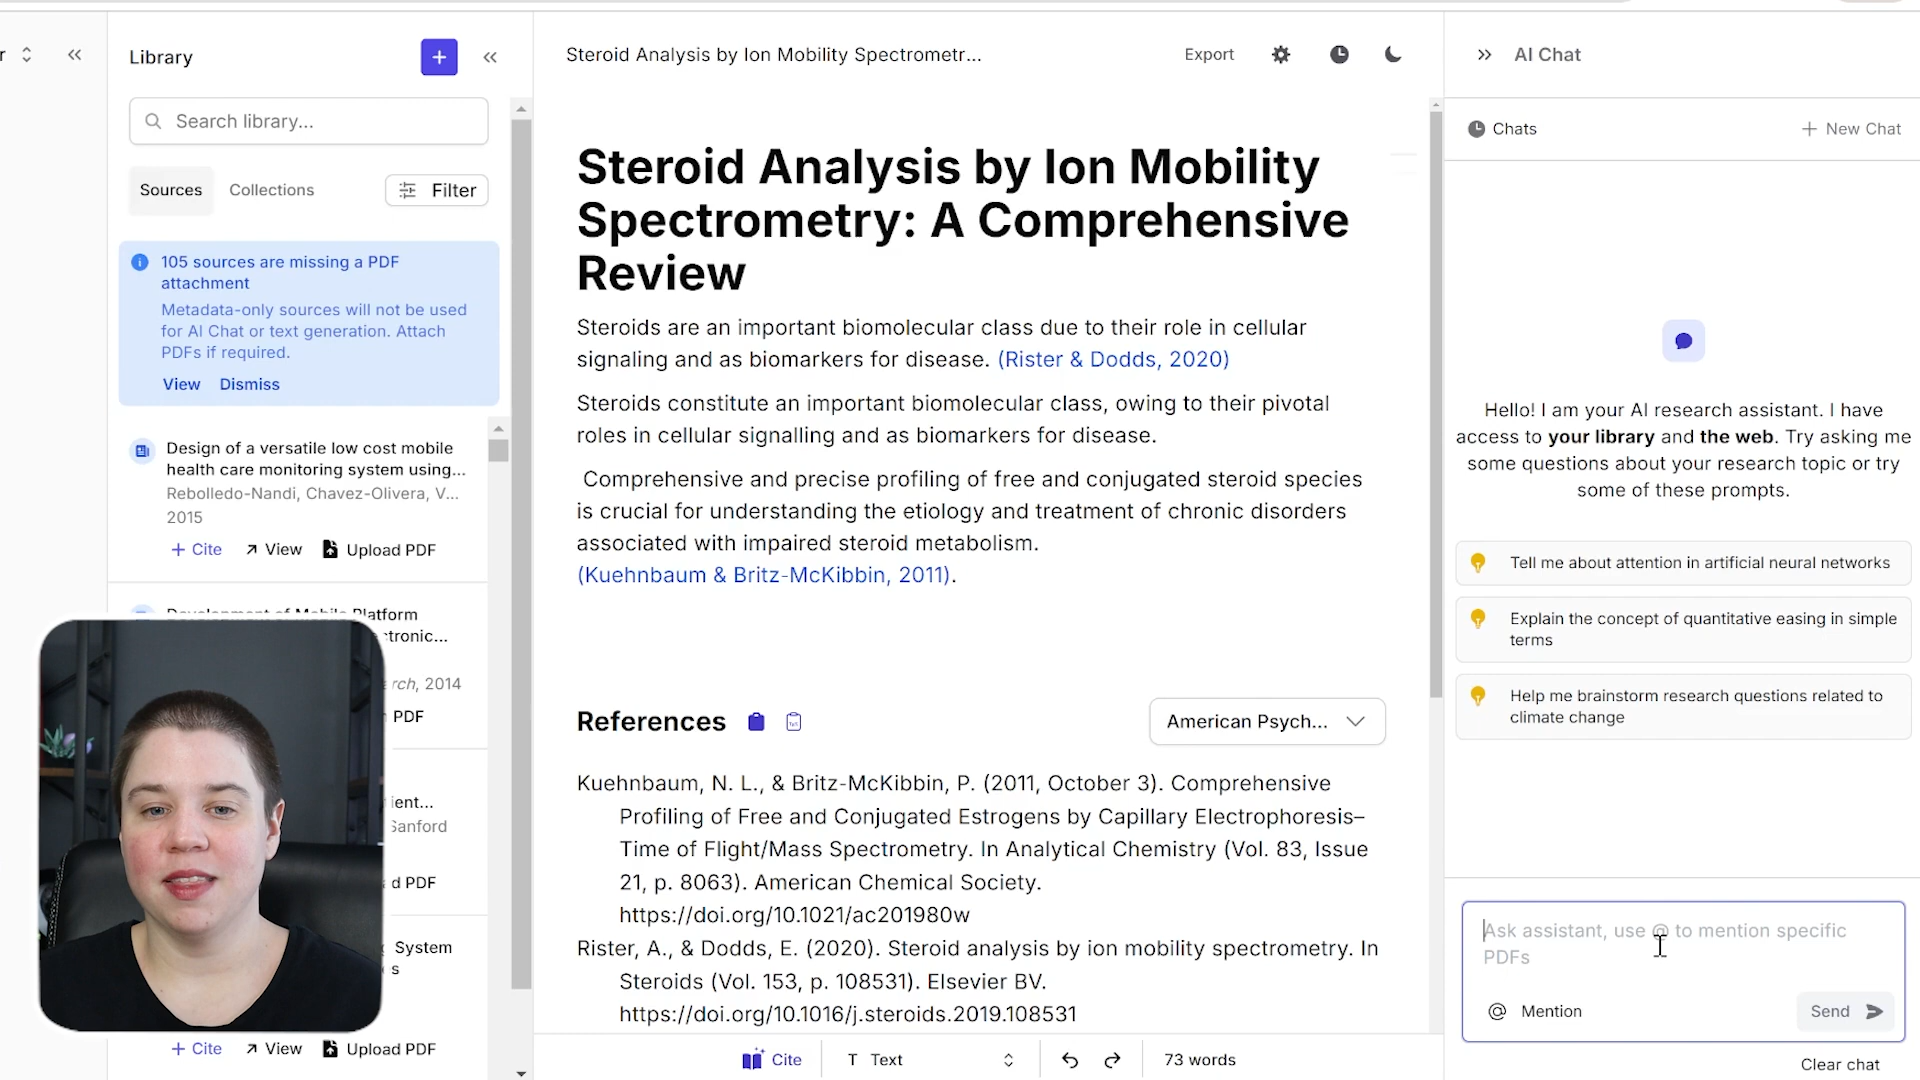 r
Library
Search library...
Sources
Collections
Filter
105 sources are missing a PDF
attachment
Metadata-only sources will not be used
for AI Chat or text generation. Attach
PDFs if required.
View Dismiss
Design of a versatile low cost mobile
health care monitoring system using...
Rebolledo-Nandi, Chavez-Olivera, V...
2015
+ Cite View Upload PDF
Development of Mobile Platform
ctronic...
rch, 2014
PDF
ient...
Sanford
d PDF
System
s
+ Cite View Upload PDF
Steroid Analysis by Ion Mobility Spectrometr...
Export
Steroid Analysis by Ion Mobility
Spectrometry: A Comprehensive
Review
Steroids are an important biomolecular class due to their role in cellular
signaling and as biomarkers for disease. (Rister & Dodds, 2020)
Steroids constitute an important biomolecular class, owing to their pivotal
roles in cellular signalling and as biomarkers for disease.
Comprehensive and precise profiling of free and conjugated steroid species
is crucial for understanding the etiology and treatment of chronic disorders
associated with impaired steroid metabolism.
(Kuehnbaum & Britz-McKibbin, 2011).
References
American Psych...
Kuehnbaum, N. L., & Britz-McKibbin, P. (2011, October 3). Comprehensive
Profiling of Free and Conjugated Estrogens by Capillary Electrophoresis–
Time of Flight/Mass Spectrometry. In Analytical Chemistry (Vol. 83, Issue
21, p. 8063). American Chemical Society.
https://doi.org/10.1021/ac201980w
Rister, A., & Dodds, E. (2020). Steroid analysis by ion mobility spectrometry. In
Steroids (Vol. 153, p. 108531). Elsevier BV.
https://doi.org/10.1016/j.steroids.2019.108531
Cite
T Text
73 words
AI Chat
Chats
+ New Chat
Hello! I am your AI research assistant. I have
access to your library and the web. Try asking me
some questions about your research topic or try
some of these prompts.
Tell me about attention in artificial neural networks
Explain the concept of quantitative easing in simple
terms
Help me brainstorm research questions related to
climate change
Ask assistant, use @ to mention specific
PDFs
@ Mention
Send
Clear chat